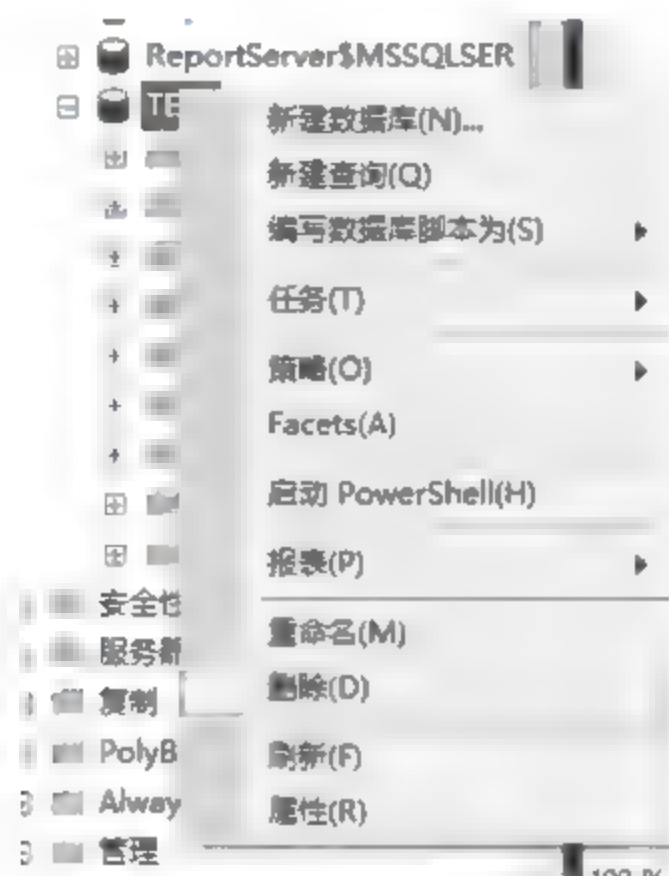 ReportServer$MSSQLSER
TE
新建数据库(N)...
新建查询(Q)
编写数据库脚本为(S)
任务(T)
策略(O)
Facets(A)
启动 PowerShell(H)
报表(P)
安全性
重命名(M)
服务器
删除(D)
复制
PolyB
刷新(F)
Alway
属性(R)
管理